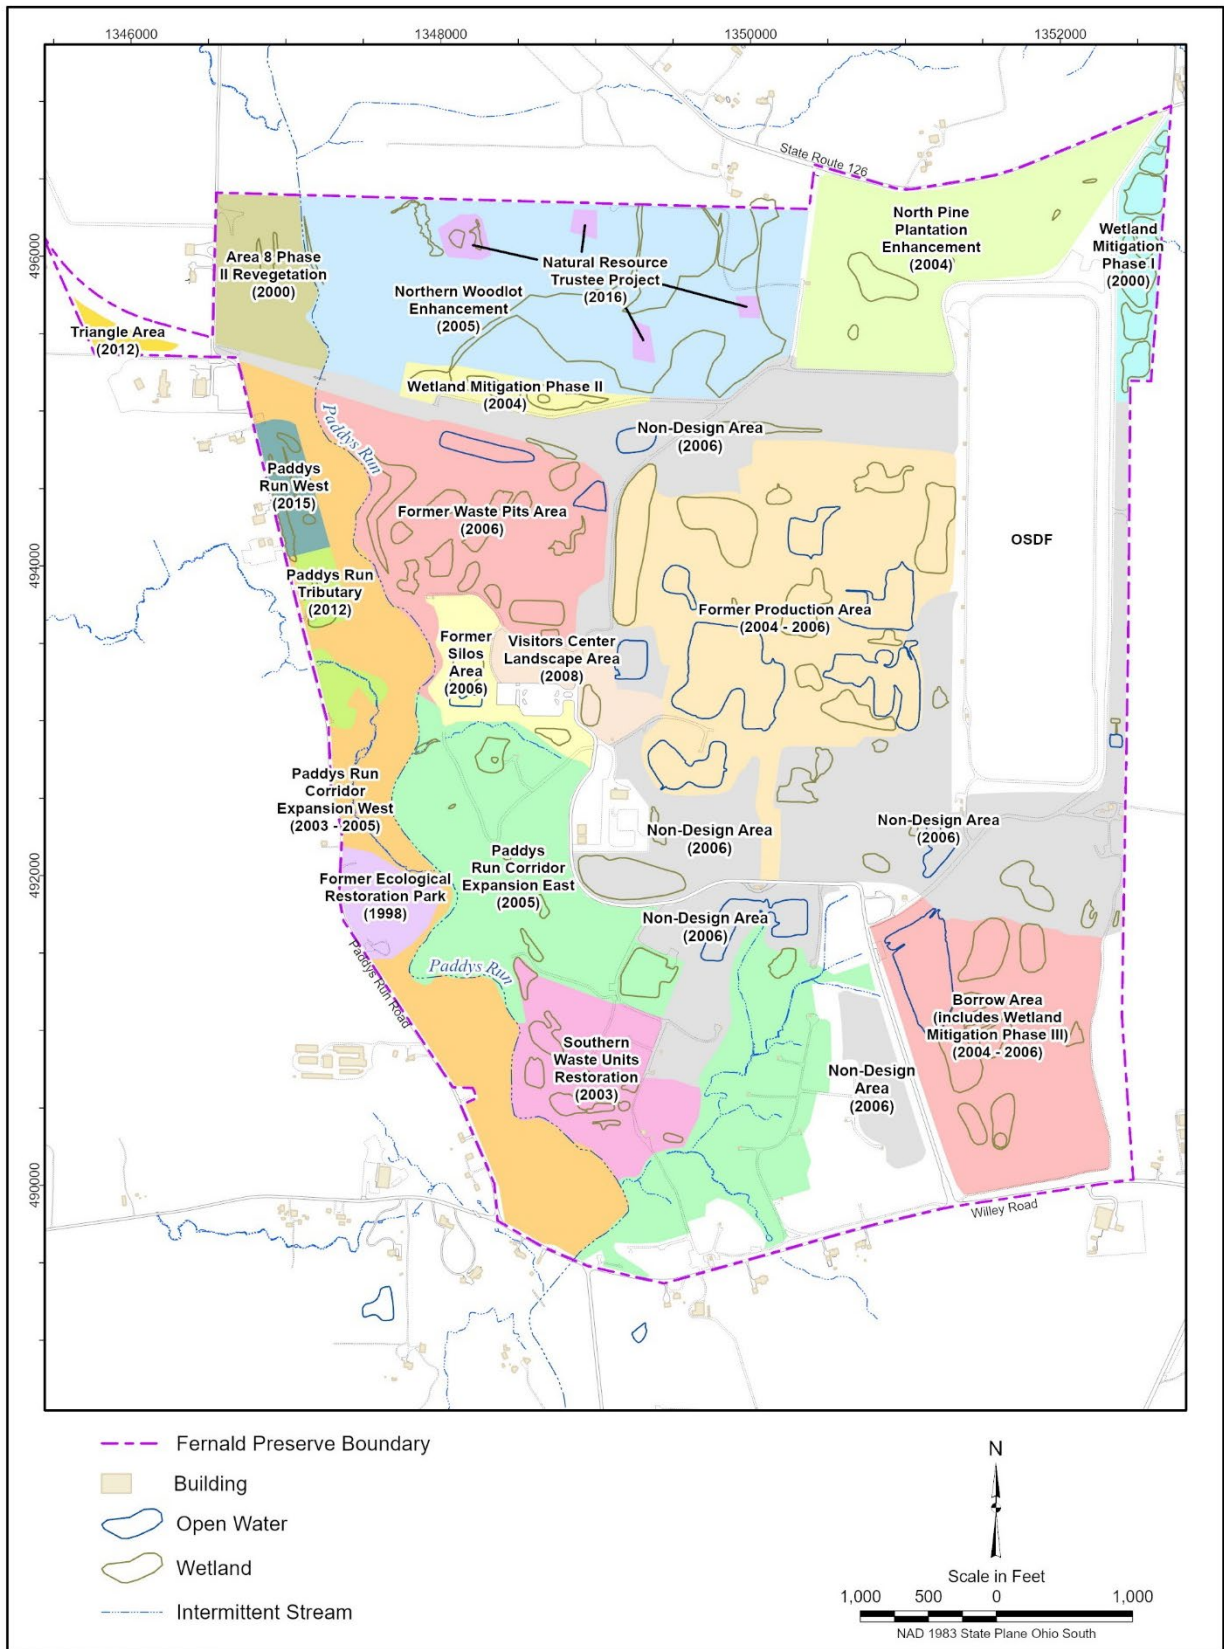 1346000
1348000
1350000
1352000
496000
494000
492000
490000
State Route 126
North Pine
Plantation
Enhancement
(2004)
Wetland
Mitigation
Phase I
(2000)
Area 8 Phase
II Revegetation
(2000)
Natural Resource
Trustee Project
(2016)
Northern Woodlot
Enhancement
(2005)
Triangle Area
(2012)
Wetland Mitigation Phase II
(2004)
Paddys Run
Non-Design Area
(2006)
Paddys
Run West
(2015)
Former Waste Pits Area
(2006)
OSDF
Paddys Run
Tributary
(2012)
Former Production Area
(2004 - 2006)
Former
Silos
Area
(2006)
Visitors Center
Landscape Area
(2008)
Paddys Run
Corridor
Expansion West
(2003 - 2005)
Non-Design Area
(2006)
Non-Design Area
(2006)
Paddys
Run Corridor
Expansion East
(2005)
Former Ecological
Restoration Park
(1998)
Non-Design Area
(2006)
Paddys Run
Paddys Run Road
Borrow Area
(includes Wetland
Mitigation Phase III)
(2004 - 2006)
Southern
Waste Units
Restoration
(2003)
Non-Design
Area
(2006)
Willey Road
Fernald Preserve Boundary
Building
Open Water
Wetland
Intermittent Stream
N
Scale in Feet
1,000 500 0 1,000
NAD 1983 State Plane Ohio South